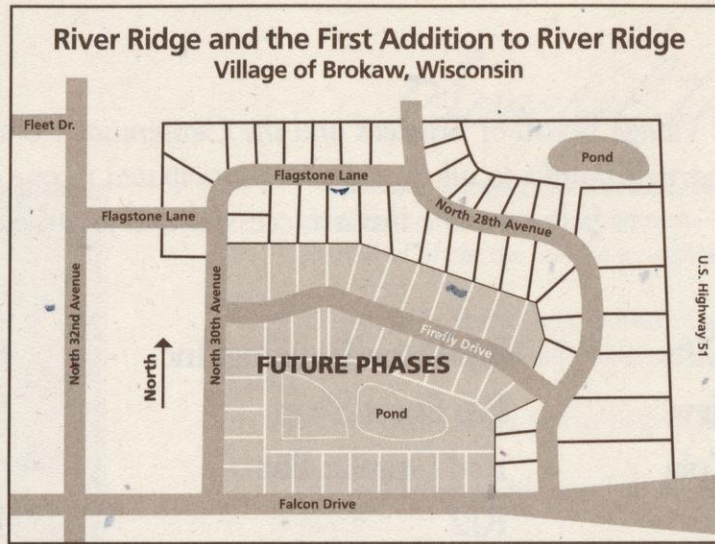 River Ridge and the First Addition to River Ridge
Village of Brokaw, Wisconsin
Fleet Dr.
Pond
Flagstone Lane
Flagstone Lane
North 28th Avenue
U.S. Highway 51
North 32nd Avenue
North 30th Avenue
North
Firefly Drive
FUTURE PHASES
Pond
Falcon Drive